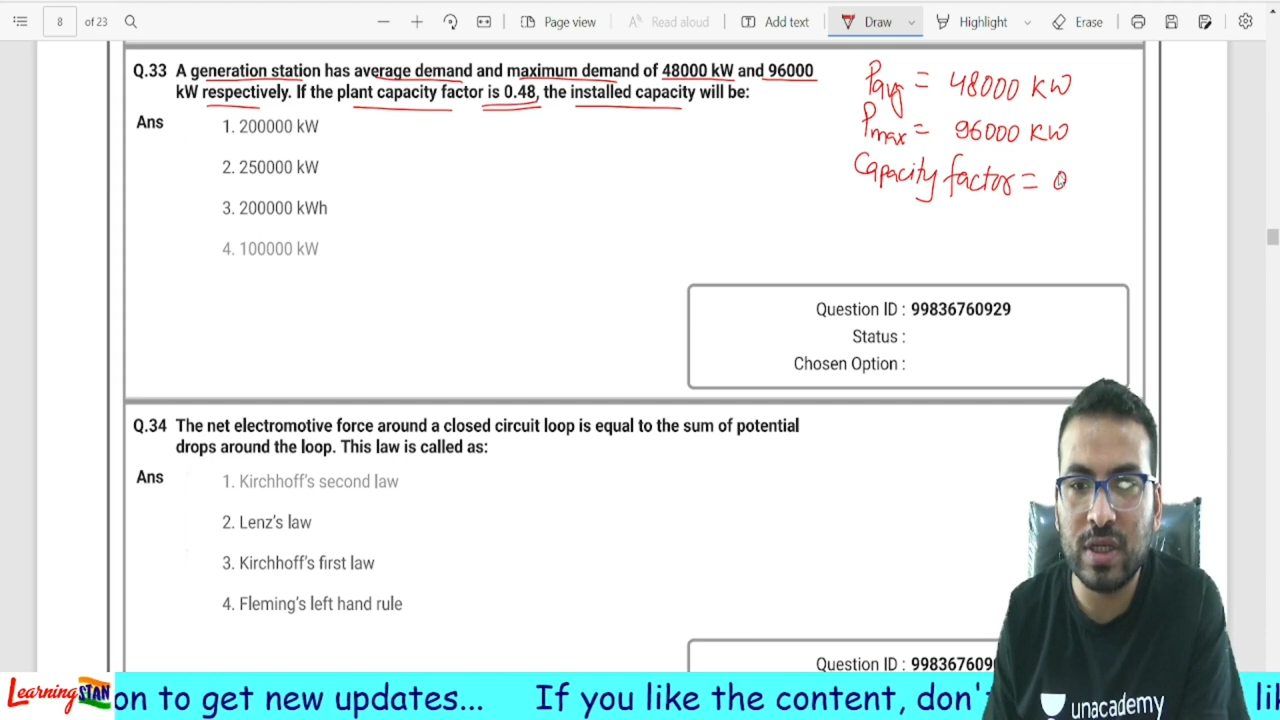 8 of 23 Page view Read aloud Add text Draw Highlight Erase
Q.33 A generation station has average demand and maximum demand of 48000 kW and 96000
kW respectively. If the plant capacity factor is 0.48, the installed capacity will be:
Ans
1. 200000 kW
2. 250000 kW
3. 200000 kWh
4. 100000 kW
Pavg = 48000 KW
Pmax = 96000 KW
Capacity factor = 0
Question ID : 99836760929
Status :
Chosen Option :
Q.34 The net electromotive force around a closed circuit loop is equal to the sum of potential
drops around the loop. This law is called as:
Ans
1. Kirchhoff's second law
2. Lenz's law
3. Kirchhoff's first law
4. Fleming's left hand rule
Question ID : 998367609
unacademy
Learning STAN
on to get new updates... If you like the content, don't lik